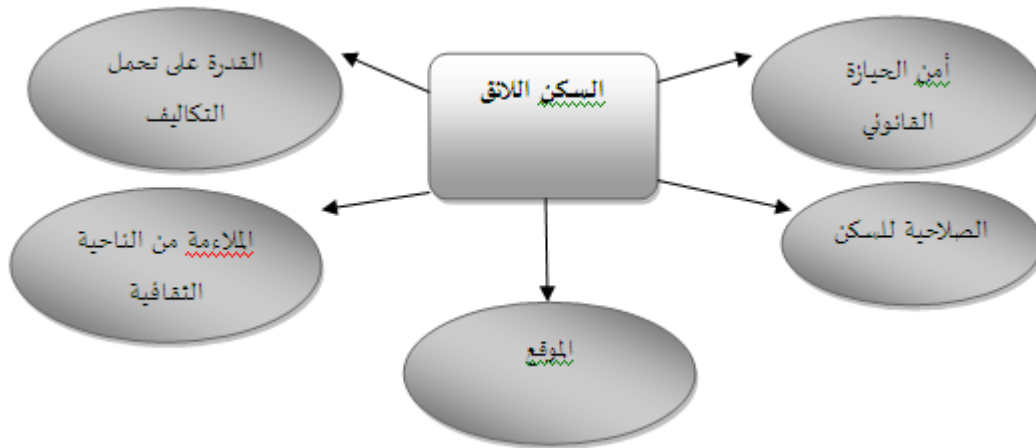 السكن اللائق
أمن الحيازة
القانوني
القدرة على تحمل
التكاليف
الصلاحية للسكن
الملاءمة من الناحية
الثقافية
الموقع